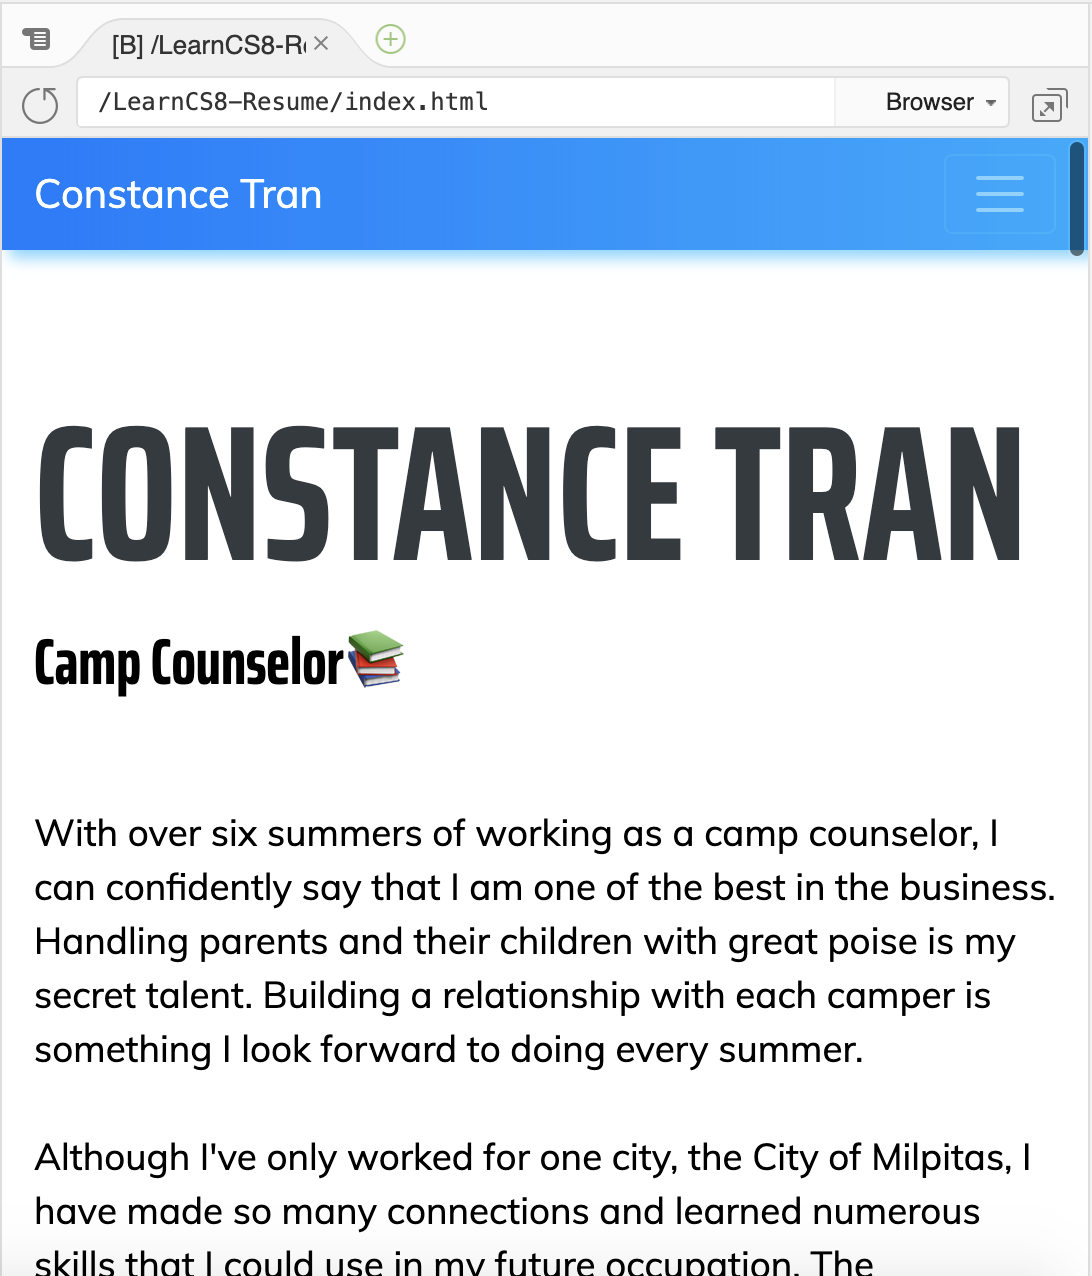 [B] /LearnCS8-Re
/LearnCS8-Resume/index.html
Browser
Constance Tran
CONSTANCE TRAN
Camp Counselor
With over six summers of working as a camp counselor, I
can confidently say that I am one of the best in the business.
Handling parents and their children with great poise is my
secret talent. Building a relationship with each camper is
something I look forward to doing every summer.
Although I've only worked for one city, the City of Milpitas, I
have made so many connections and learned numerous
skills that I could use in my future occupation. The